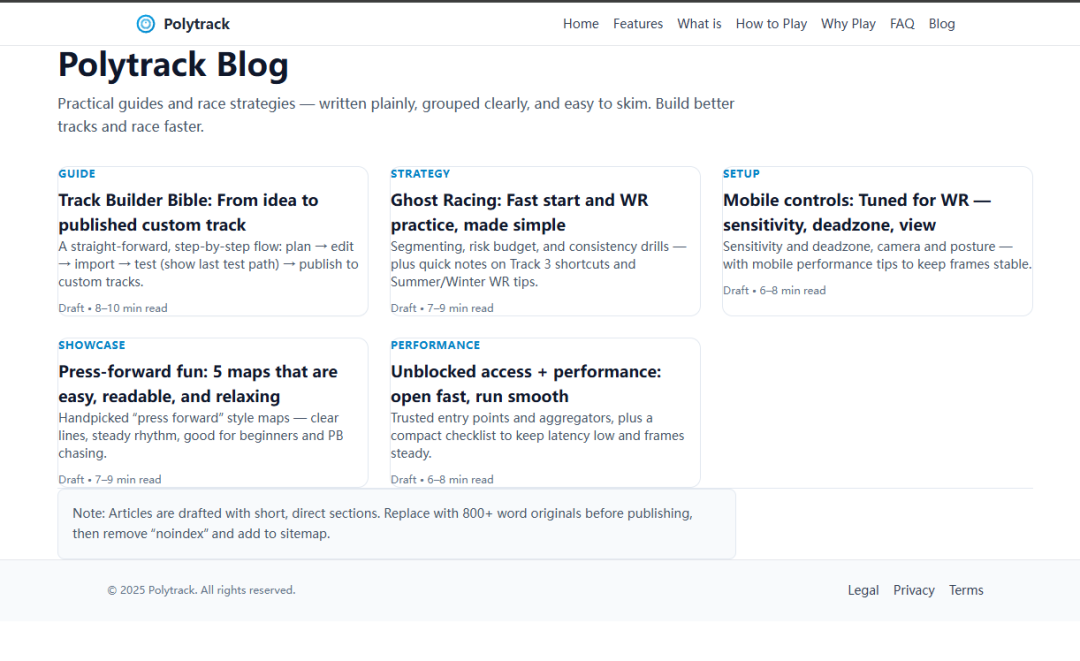 Polytrack
Home Features What is How to Play Why Play FAQ Blog
Polytrack Blog
Practical guides and race strategies — written plainly, grouped clearly, and easy to skim. Build better
tracks and race faster.
GUIDE
Track Builder Bible: From idea to
published custom track
A straight-forward, step-by-step flow: plan → edit
→ import → test (show last test path) → publish to
custom tracks.
Draft • 8–10 min read
STRATEGY
Ghost Racing: Fast start and WR
practice, made simple
Segmenting, risk budget, and consistency drills —
plus quick notes on Track 3 shortcuts and
Summer/Winter WR tips.
Draft • 7–9 min read
SETUP
Mobile controls: Tuned for WR —
sensitivity, deadzone, view
Sensitivity and deadzone, camera and posture —
with mobile performance tips to keep frames stable.
Draft • 6–8 min read
SHOWCASE
Press-forward fun: 5 maps that are
easy, readable, and relaxing
Handpicked “press forward” style maps — clear
lines, steady rhythm, good for beginners and PB
chasing.
Draft • 7–9 min read
PERFORMANCE
Unblocked access + performance:
open fast, run smooth
Trusted entry points and aggregators, plus a
compact checklist to keep latency low and frames
steady.
Draft • 6–8 min read
Note: Articles are drafted with short, direct sections. Replace with 800+ word originals before publishing,
then remove “noindex” and add to sitemap.
© 2025 Polytrack. All rights reserved.
Legal Privacy Terms